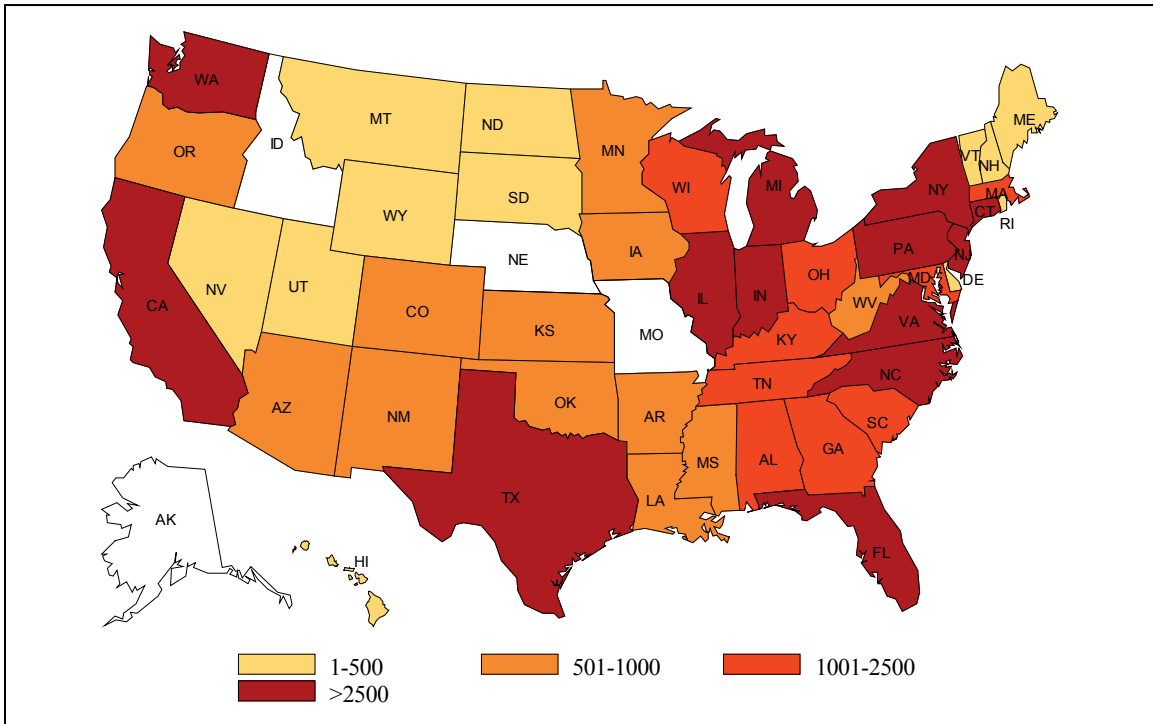 WA
ME
MT
ND
VT
OR
ID
MN
NH
WI
MI
NY
MA
SD
WY
CT
RI
IA
PA
NE
NJ
NV
UT
OH
MD
DE
CA
IL
IN
WV
CO
VA
KS
MO
KY
NC
TN
AZ
NM
OK
AR
SC
GA
MS
AL
TX
LA
AK
FL
HI
1-500
501-1000
1001-2500
>2500